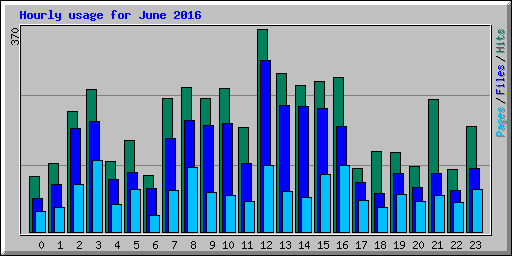 Hourly usage for June 2016
370
Pages/Files/Hits
0 1 2 3 4 5 6 7 8 9 10 11 12 13 14 15 16 17 18 19 20 21 22 23